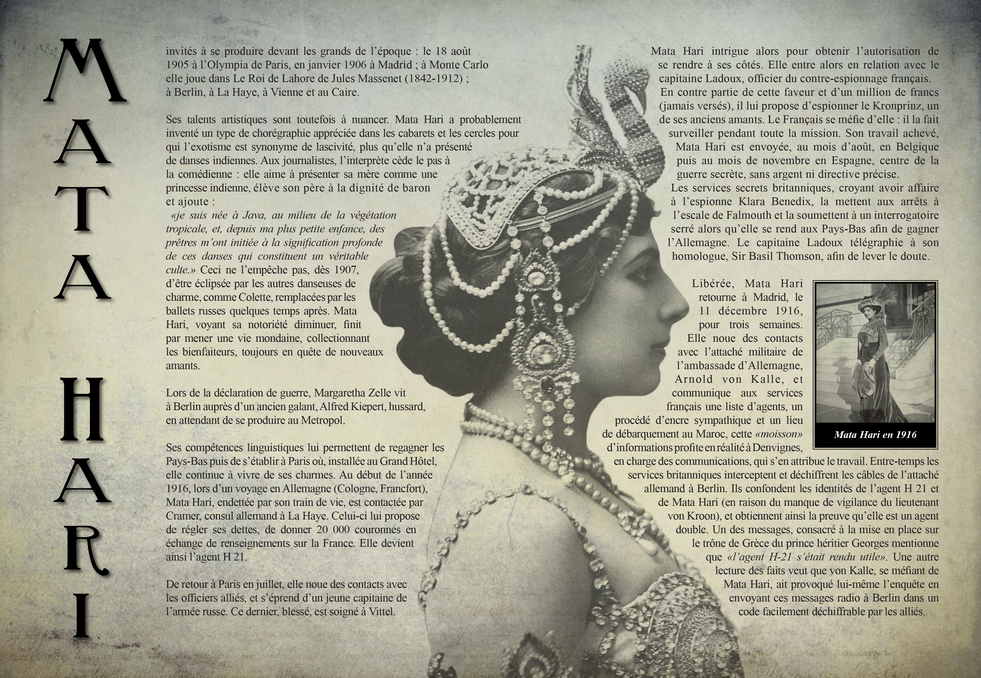 MATA HARI
invités à se produire devant les grands de l'époque : le 18 août
1905 à l'Olympia de Paris, en janvier 1906 à Madrid ; à Monte Carlo
elle joue dans Le Roi de Lahore de Jules Massenet (1842-1912) ;
à Berlin, à La Haye, à Vienne et au Caire.
Ses talents artistiques sont toutefois à nuancer. Mata Hari a probablement
inventé un type de chorégraphie appréciée dans les cabarets et les cercles pour
qui l'exotisme est synonyme de lascivité, plus qu'elle n'a présenté
de danses indiennes. Aux journalistes, l'interprète cède le pas à
la comédienne : elle aime à présenter sa mère comme une
princesse indienne, élève son père à la dignité de baron
et ajoute :
«je suis née à Java, au milieu de la végétation
tropicale, et, depuis ma plus petite enfance, des
prêtres m'ont initiée à la signification profonde
de ces danses qui constituent un véritable
culte.» Ceci ne l'empêche pas, dès 1907,
d'être éclipsée par les autres danseuses de
charme, comme Colette, remplacées par les
ballets russes quelques temps après. Mata
Hari, voyant sa notoriété diminuer, finit
par mener une vie mondaine, collectionnant
les bienfaiteurs, toujours en quête de nouveaux
amants.
Lors de la déclaration de guerre, Margaretha Zelle vit
à Berlin auprès d'un ancien galant, Alfred Kiepert, hussard,
en attendant de se produire au Metropol.
Ses compétences linguistiques lui permettent de regagner les
Pays-Bas puis de s'établir à Paris où, installée au Grand Hôtel,
elle continue à vivre de ses charmes. Au début de l'année
1916, lors d'un voyage en Allemagne (Cologne, Francfort),
Mata Hari, endettée par son train de vie, est contactée par
Cramer, consul allemand à La Haye. Celui-ci lui propose
de régler ses dettes, de donner 20 000 couronnes en
échange de renseignements sur la France. Elle devient
ainsi l'agent H 21.
De retour à Paris en juillet, elle noue des contacts avec
les officiers alliés, et s'éprend d'un jeune capitaine de
l'armée russe. Ce dernier, blessé, est soigné à Vittel.
Mata Hari intrigue alors pour obtenir l'autorisation de
se rendre à ses côtés. Elle entre alors en relation avec le
capitaine Ladoux, officier du contre-espionnage français.
En contre partie de cette faveur et d'un million de francs
(jamais versés), il lui propose d'espionner le Kronprinz, un
de ses anciens amants. Le Français se méfie d'elle : il la fait
surveiller pendant toute la mission. Son travail achevé,
Mata Hari est envoyée, au mois d'août, en Belgique
puis au mois de novembre en Espagne, centre de la
guerre secrète, sans argent ni directive précise.
Les services secrets britanniques, croyant avoir affaire
à l'espionne Klara Benedix, la mettent aux arrêts à
l'escale de Falmouth et la soumettent à un interrogatoire
serré alors qu'elle se rend aux Pays-Bas afin de gagner
l'Allemagne. Le capitaine Ladoux télégraphie à son
homologue, Sir Basil Thomson, afin de lever le doute.
Libérée, Mata Hari
retourne à Madrid, le
11 décembre 1916,
pour trois semaines.
Elle noue des contacts
avec l'attaché militaire de
l'ambassade d'Allemagne,
Arnold von Kalle, et
communique aux services
français une liste d'agents, un
procédé d'encre sympathique et un lieu
de débarquement au Maroc, cette «moisson»
d'informations profite en réalité à Denvignes,
en charge des communications, qui s'en attribue le travail. Entre-temps les
services britanniques interceptent et déchiffrent les câbles de l'attaché
allemand à Berlin. Ils confondent les identités de l'agent H 21 et
de Mata Hari (en raison du manque de vigilance du lieutenant
von Kroon), et obtiennent ainsi la preuve qu'elle est un agent
double. Un des messages, consacré à la mise en place sur
le trône de Grèce du prince héritier Georges mentionne
que «l'agent H-21 s'était rendu utile». Une autre
lecture des faits veut que von Kalle, se méfiant de
Mata Hari, ait provoqué lui-même l'enquête en
envoyant ces messages radio à Berlin dans un
code facilement déchiffrable par les alliés.
Mata Hari en 1916